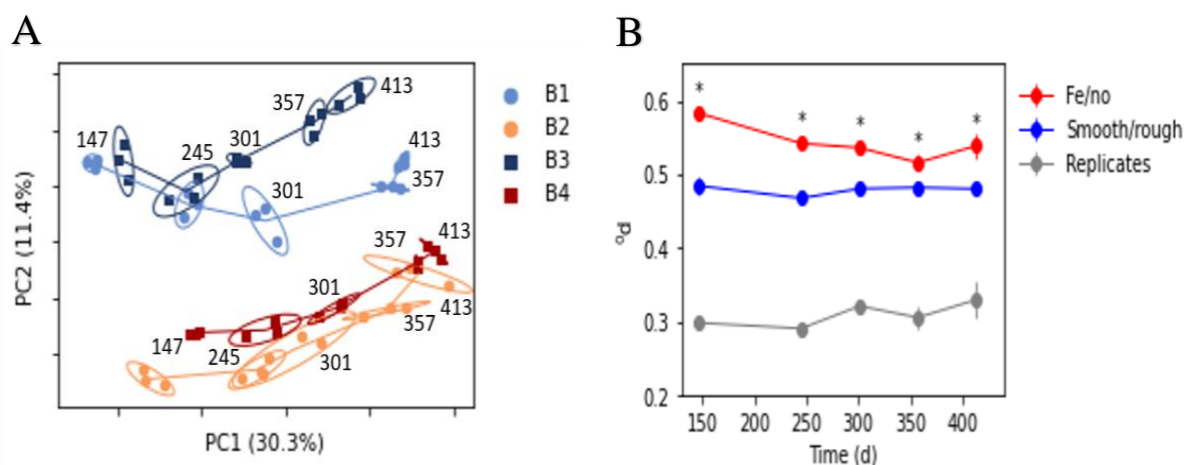 A
413
357
147
245
301
413
301
357
413
357
301
413
147
245
357
301
PC2 (11.4%)
PC1 (30.3%)
B1
B2
B3
B4
B
*
*
*
*
*
0.6
0.5
0.4
0.3
0.2
150
200
250
300
350
400
Time (d)
Fe/no
Smooth/rough
Replicates